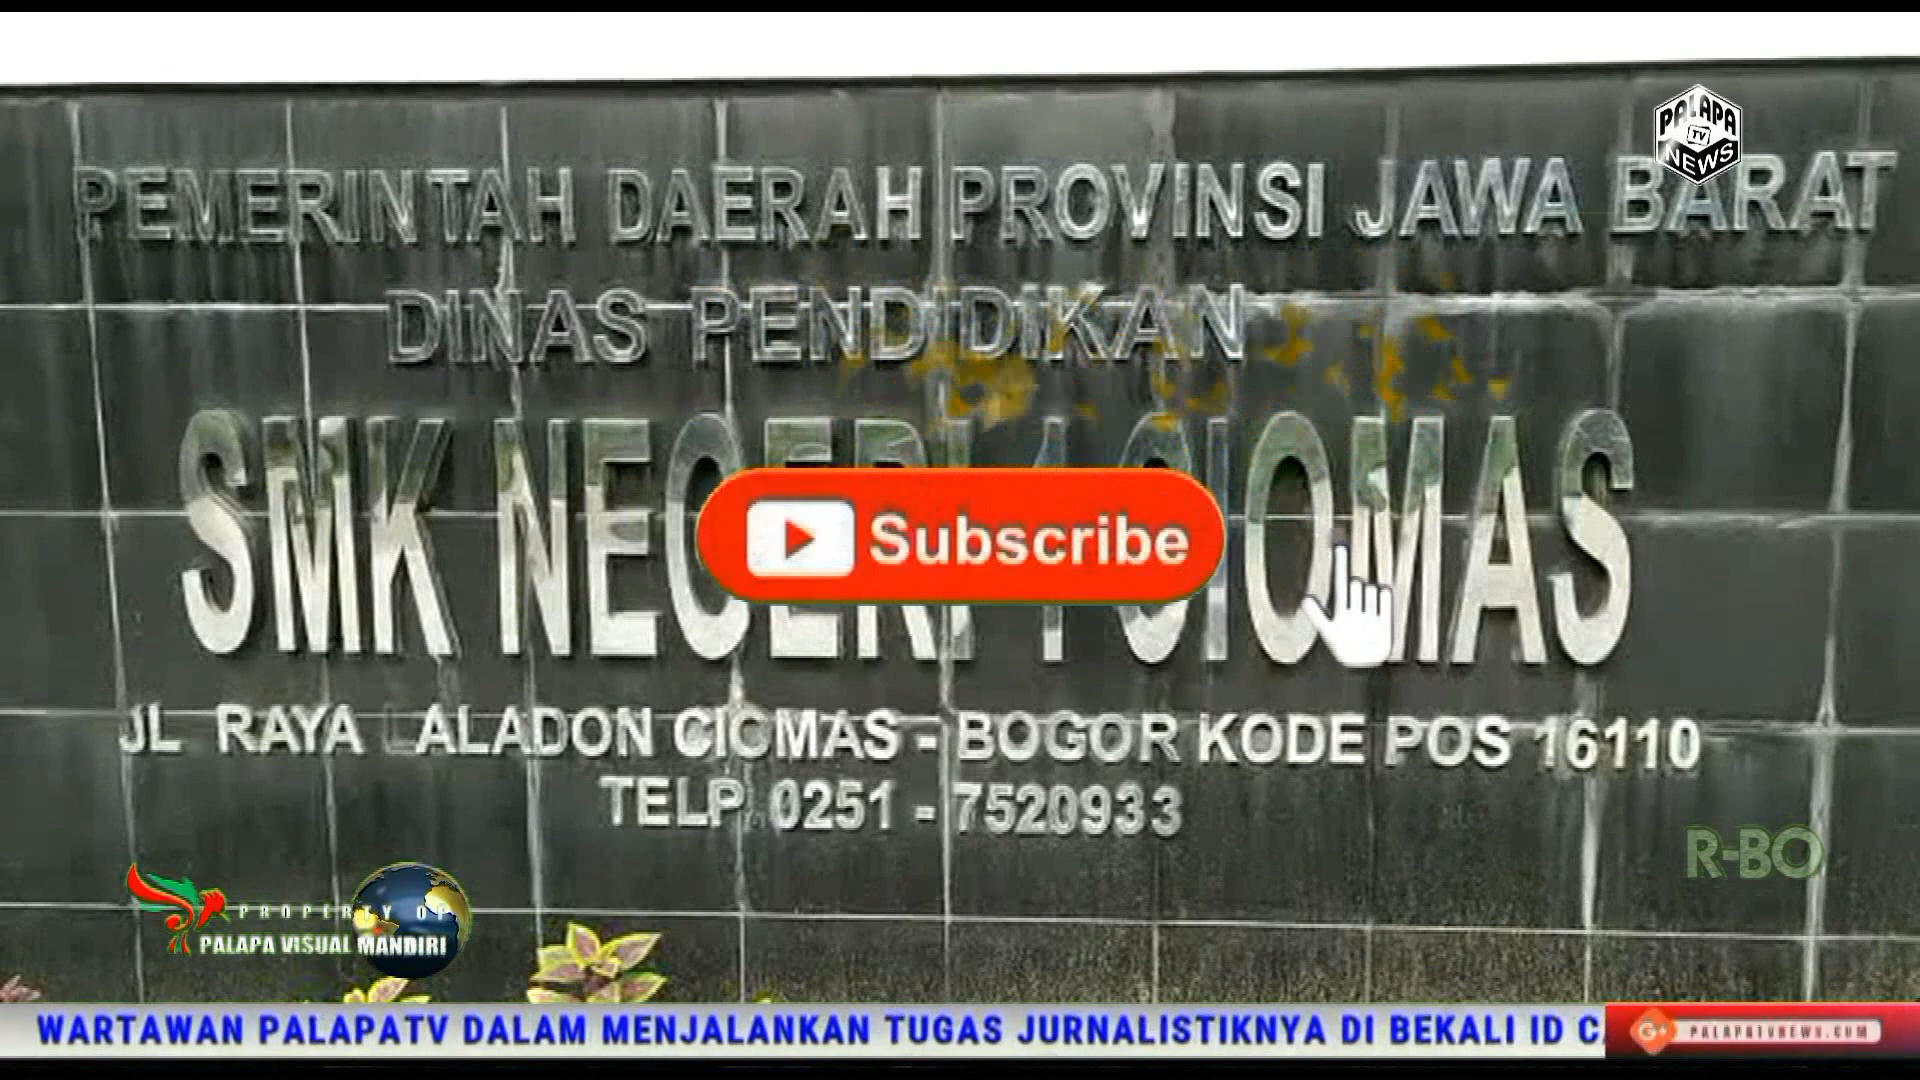 PALAPA
TV
NEWS
PEMERINTAH DAERAH PROVINSI JAWA BARAT
DINAS PENDIDIKAN
SMK NEGERI 1 CIOMAS
Subscribe
JL RAYA LALADON CIOMAS - BOGOR KODE POS 16110
TELP. 0251 - 7520933
R-BO
PROPERTY OF
PALAPA VISUAL MANDIRI
WARTAWAN PALAPATV DALAM MENJALANKAN TUGAS JURNALISTIKNYA DI BEKALI ID
G+ PALAPATVNEWS.COM